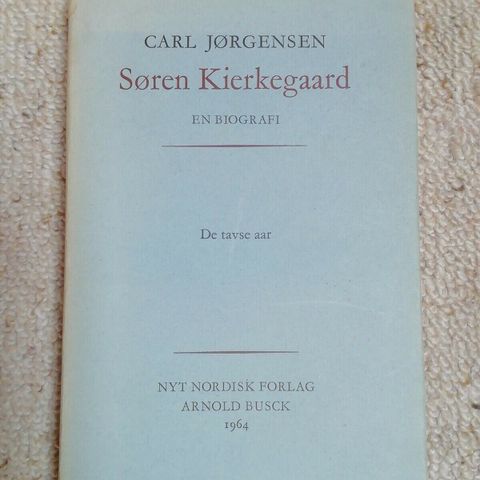 CARL JØRGENSEN
Søren Kierkegaard
EN BIOGRAFI
De tavse aar
NYT NORDISK FORLAG
ARNOLD BUSCK
1964